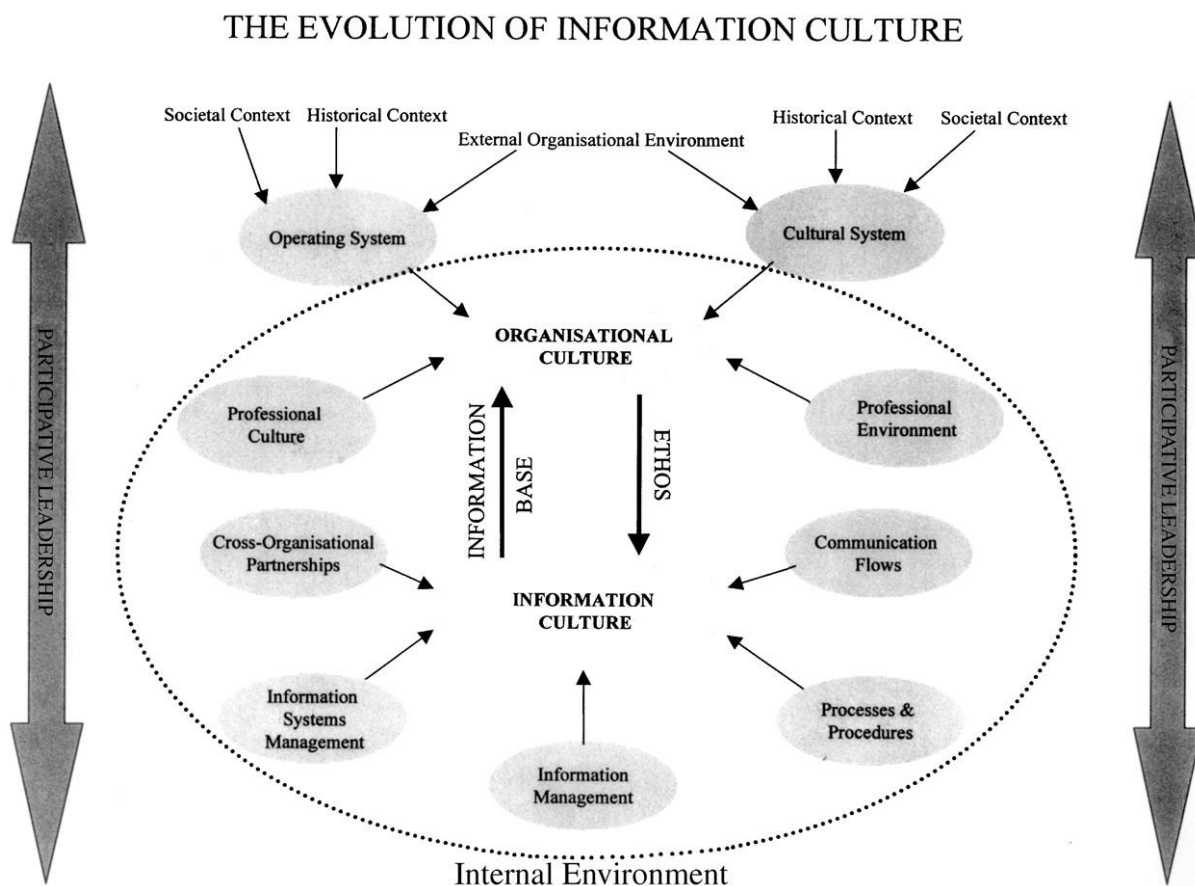 THE EVOLUTION OF INFORMATION CULTURE
Societal Context
Historical Context
External Organisational Environment
Historical Context
Societal Context
Operating System
Cultural System
PARTICIPATIVE LEADERSHIP
ORGANISATIONAL
CULTURE
PARTICIPATIVE LEADERSHIP
Professional
Culture
INFORMATION
BASE
ETHOS
Professional
Environment
Cross-Organisational
Partnerships
Communication
Flows
INFORMATION
CULTURE
Information
Systems
Management
Processes &
Procedures
Information
Management
Internal Environment